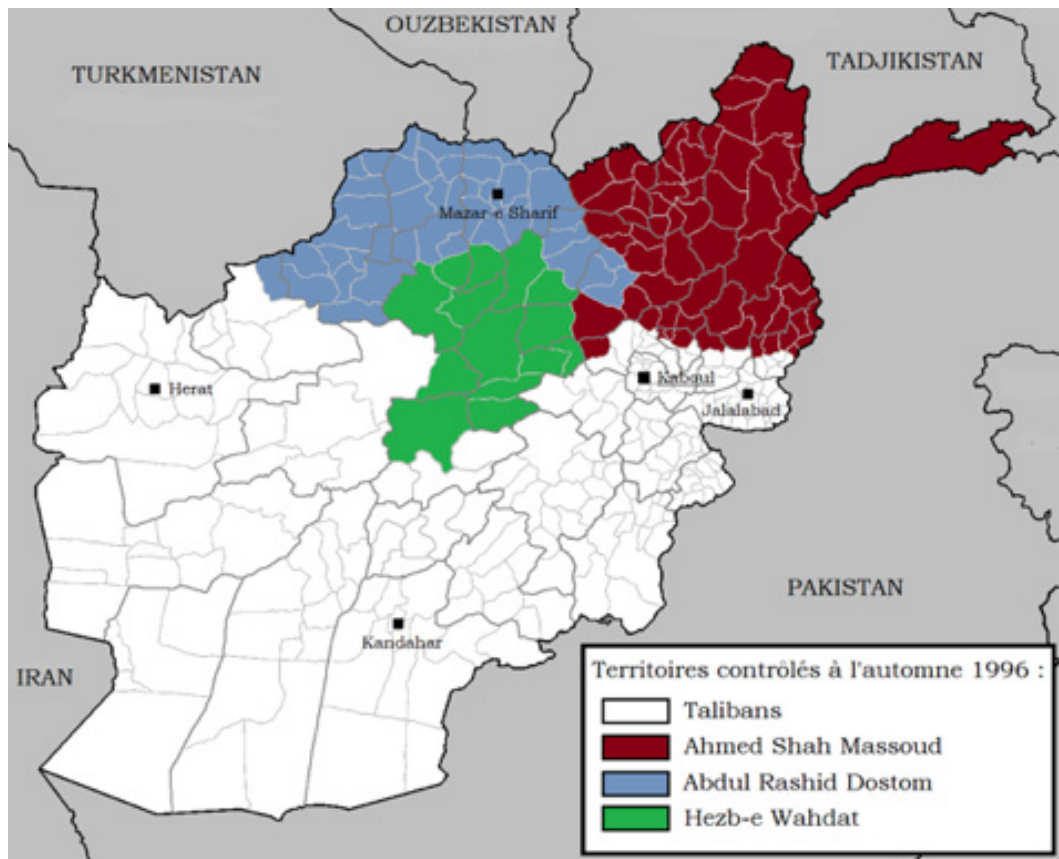 OUZBEKISTAN
TURKMENISTAN
TADJIKISTAN
Mazar-e Sharif
Herat
Kaboul
Jalalabad
PAKISTAN
Kandahar
IRAN
Territoires contrôlés à l'automne 1996 :
Talibans
Ahmed Shah Massoud
Abdul Rashid Dostom
Hezb-e Wahdat